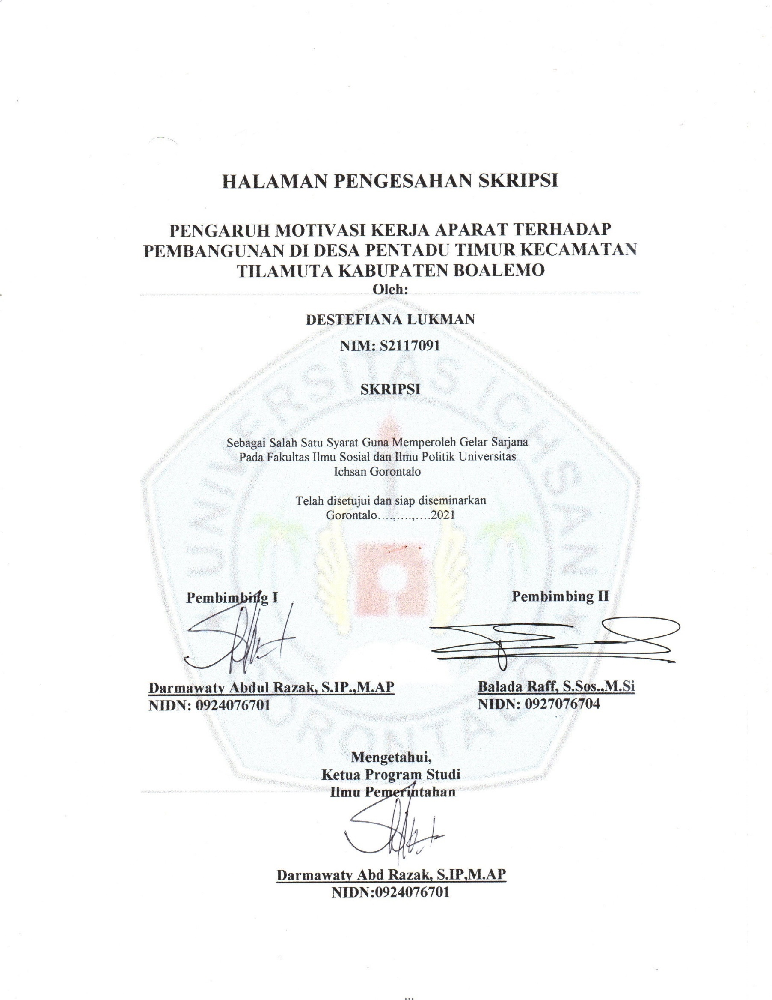 HALAMAN PENGESAHAN SKRIPSI
PENGARUH MOTIVASI KERJA APARAT TERHADAP
PEMBANGUNAN DI DESA PENTADU TIMUR KECAMATAN
TILAMUTA KABUPATEN BOALEMO
Oleh:
DESTEFIANA LUKMAN
NIM: S2117091
SKRIPSI
Sebagai Salah Satu Syarat Guna Memperoleh Gelar Sarjana
Pada Fakultas Ilmu Sosial dan Ilmu Politik Universitas
Ichsan Gorontalo
Telah disetujui dan siap diseminarkan
Gorontalo....,....,....2021
Pembimbing I
Pembimbing II
Darmawaty Abdul Razak, S.IP.,M.AP
NIDN: 0924076701
Balada Raff, S.Sos.,M.Si
NIDN: 0927076704
Mengetahui,
Ketua Program Studi
Ilmu Pemerintahan
Darmawaty Abd Razak, S.IP,M.AP
NIDN:0924076701
UNIVERSITAS ICHSAN
GORONTALO